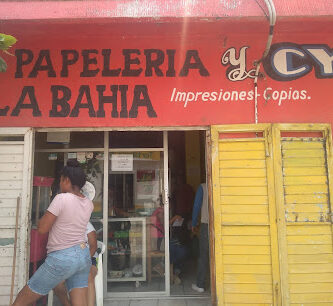 PAPELERIA Y CY
LA BAHIA
Impresiones-Copias.